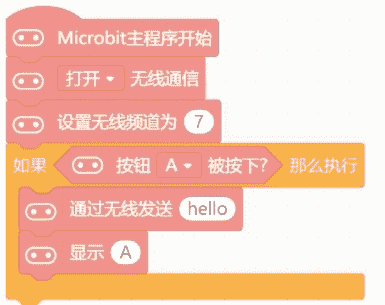 Microbit主程序开始
打开 无线通信
设置无线频道为 7
如果 按钮 A 被按下? 那么执行
通过无线发送 hello
显示 A